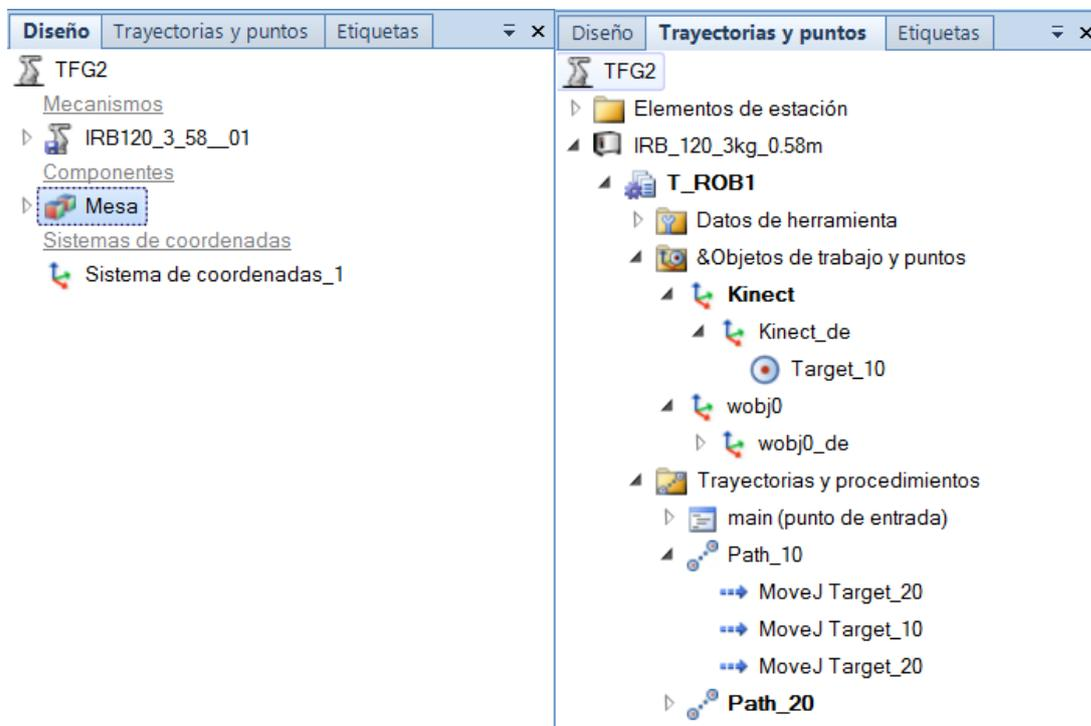 Diseño Trayectorias y puntos Etiquetas
TFG2
Mecanismos
IRB120_3_58__01
Componentes
Mesa
Sistemas de coordenadas
Sistema de coordenadas_1
Diseño Trayectorias y puntos Etiquetas
TFG2
Elementos de estación
IRB_120_3kg_0.58m
T_ROB1
Datos de herramienta
&Objetos de trabajo y puntos
Kinect
Kinect_de
Target_10
wobj0
wobj0_de
Trayectorias y procedimientos
main (punto de entrada)
Path_10
MoveJ Target_20
MoveJ Target_10
MoveJ Target_20
Path_20